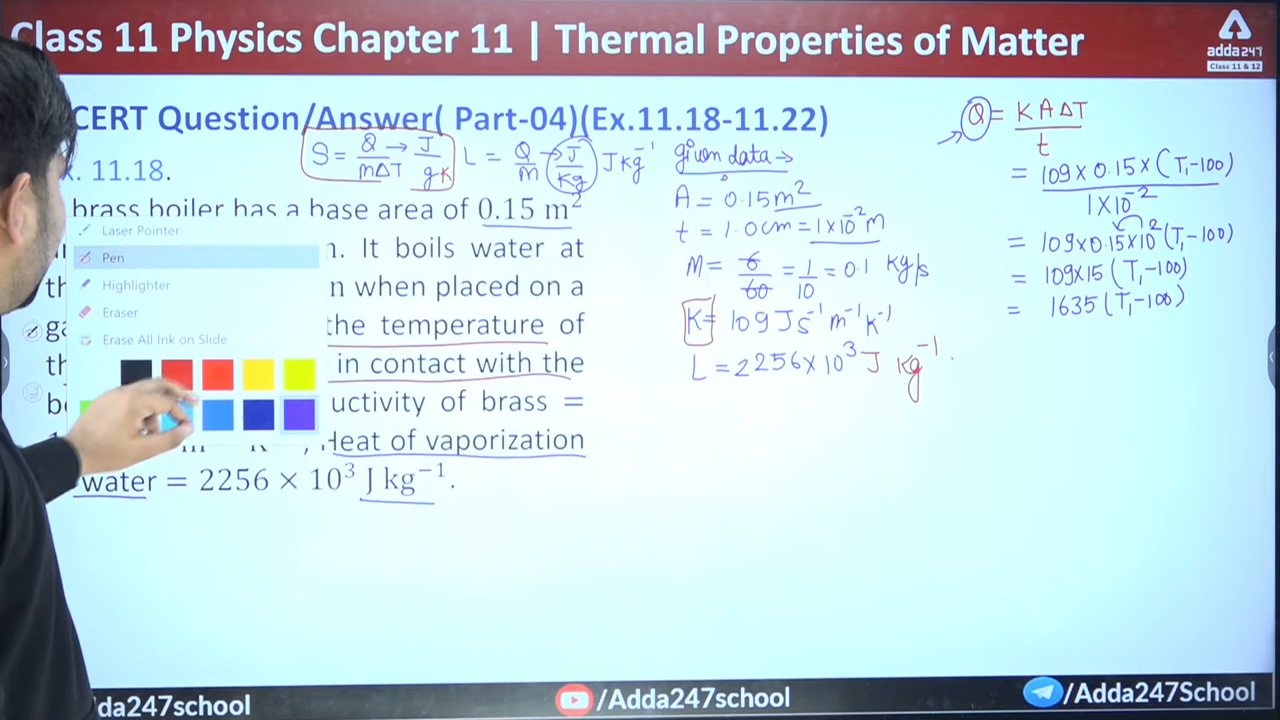 Class 11 Physics Chapter 11 | Thermal Properties of Matter
adda247
Class 11 & 12
CERT Question/Answer( Part-04)(Ex.11.18-11.22)
11.18.
S = Q/mΔT → J/gK
L = Q/m → J/Kg JKg⁻¹
brass boiler has a base area of 0.15 m²
It boils water at
when placed on a
the temperature of
in contact with the
uctivity of brass =
Heat of vaporization
water = 2256 × 10³ J kg⁻¹.
Laser Pointer
Pen
Highlighter
Eraser
Erase All Ink on Slide
given data →
A = 0.15m²
t = 1.0cm = 1×10⁻²m
M = 6/60 = 1/10 = 0.1 Kg/s
K = 109 Js⁻¹ m⁻¹ K⁻¹
L = 2256×10³ J Kg⁻¹.
Q = KAΔT/t
= 109×0.15×(T₁-100)/1×10⁻²
= 109×0.15×10²(T₁-100)
= 109×15(T₁-100)
= 1635(T₁-100)
da247school
/Adda247school
/Adda247School